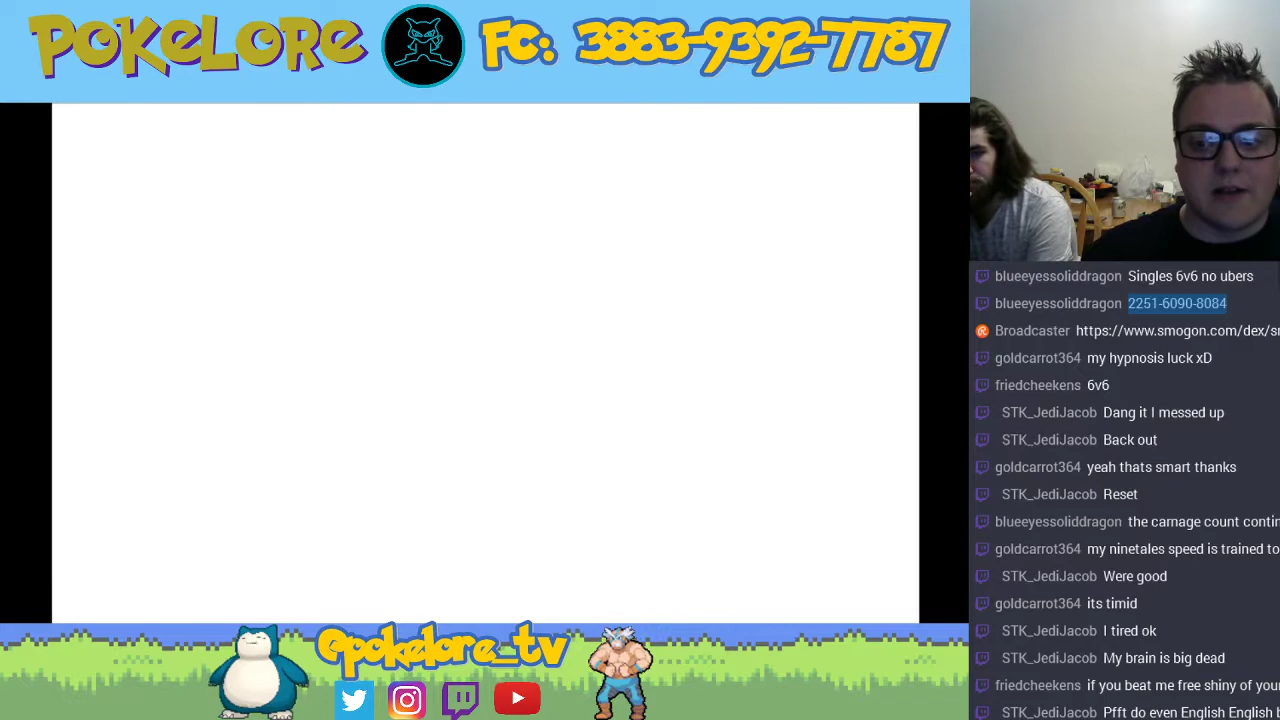 POKELORE FC: 3883-9392-7787
blueeyessoliddragon Singles 6v6 no ubers
blueeyessoliddragon 2251-6090-8084
Broadcaster https://www.smogon.com/dex/s
goldcarrot364 my hypnosis luck xD
friedcheekens 6v6
STK_JediJacob Dang it I messed up
STK_JediJacob Back out
goldcarrot364 yeah thats smart thanks
STK_JediJacob Reset
blueeyessoliddragon the carnage count contin
goldcarrot364 my ninetales speed is trained to
STK_JediJacob Were good
goldcarrot364 its timid
STK_JediJacob I tired ok
STK_JediJacob My brain is big dead
friedcheekens if you beat me free shiny of your
STK_JediJacob Pfft do even English English b
@pokelore_tv